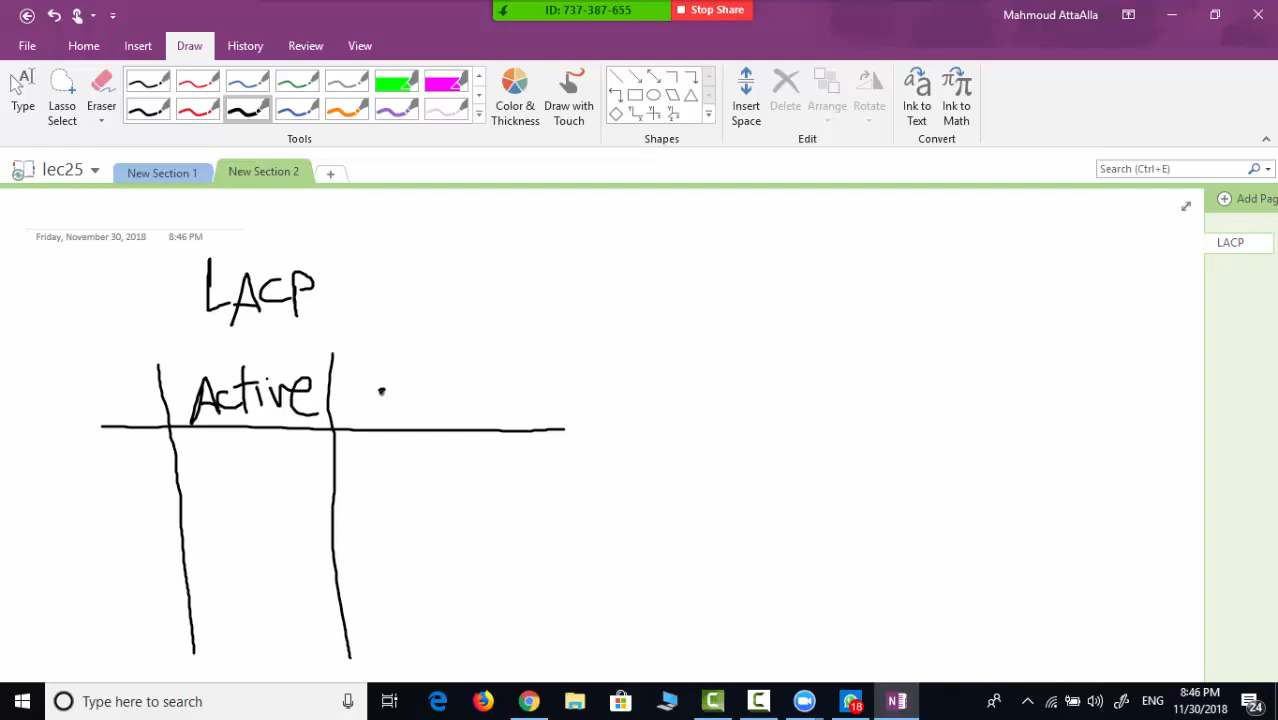 ID: 737-387-655
Stop Share
Mahmoud AttaAlla
File
Home
Insert
Draw
History
Review
View
Type
Lasso
Select
Eraser
Color &
Thickness
Draw with
Touch
Insert
Space
Delete
Arrange
Rotate
Ink to
Text
Ink to
Math
Tools
Shapes
Edit
Convert
lec25
New Section 1
New Section 2
Search (Ctrl+E)
Add Pag
LACP
Friday, November 30, 2018
8:46 PM
LACP
Active
Type here to search
18
ENG
8:46 PM
11/30/2018
24